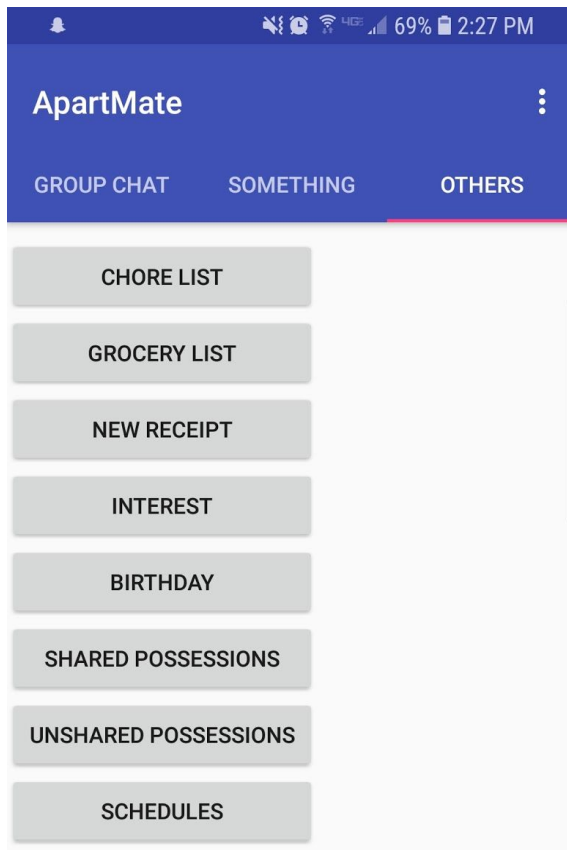 4GE 69% 2:27 PM
ApartMate
GROUP CHAT SOMETHING OTHERS
CHORE LIST
GROCERY LIST
NEW RECEIPT
INTEREST
BIRTHDAY
SHARED POSSESSIONS
UNSHARED POSSESSIONS
SCHEDULES